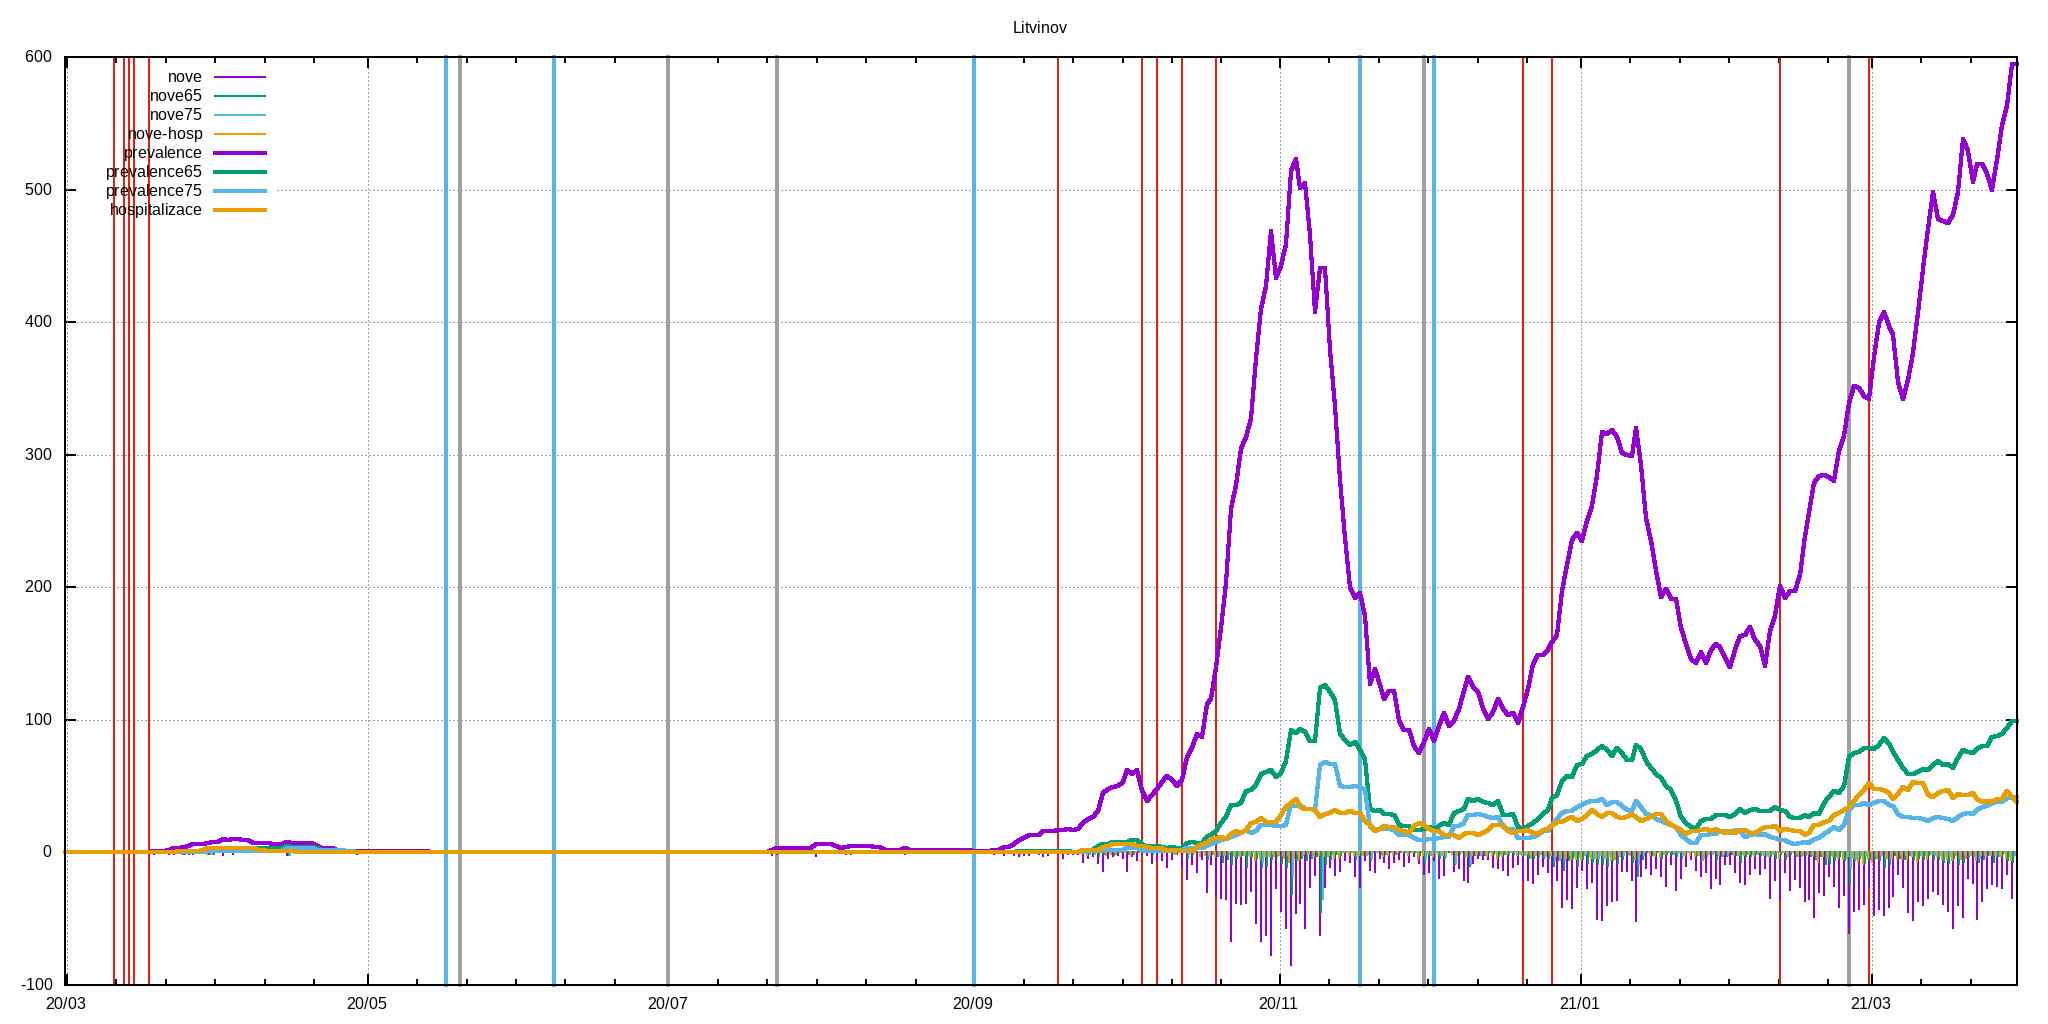 Litvinov
600
nove
nove65
nove75
nove-hosp
prevalence
prevalence65
prevalence75
hospitalizace
500
400
300
200
100
0
-100
20/03 20/05 20/07 20/09 20/11 21/01 21/03